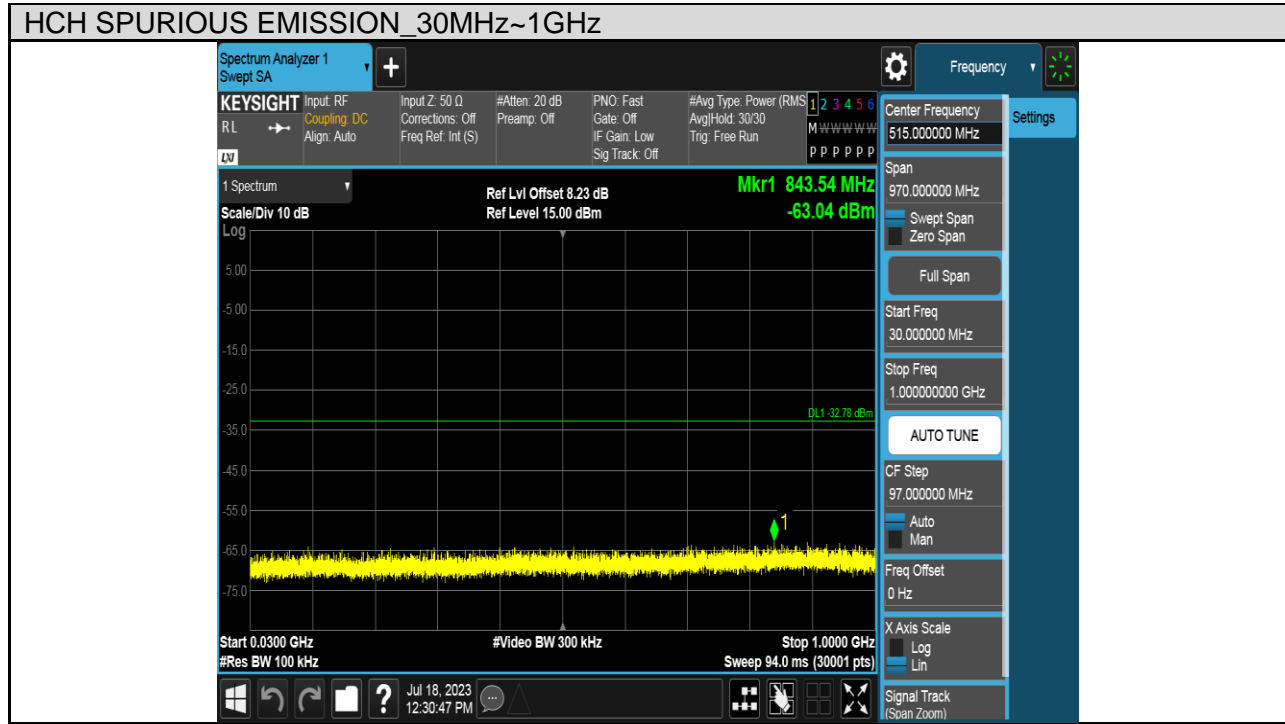 HCH SPURIOUS EMISSION_30MHz~1GHz
Spectrum Analyzer 1
Swept SA
+
Frequency
KEYSIGHT
RL
LXI
Input: RF
Coupling: DC
Align: Auto
Input Z: 50 Ω
Corrections: Off
Freq Ref: Int (S)
#Atten: 20 dB
Preamp: Off
PNO: Fast
Gate: Off
IF Gain: Low
Sig Track: Off
#Avg Type: Power (RMS
Avg|Hold: 30/30
Trig: Free Run
1 2 3 4 5 6
M W W W W W
P P P P P P
1 Spectrum
Scale/Div 10 dB
Log
Ref Lvl Offset 8.23 dB
Ref Level 15.00 dBm
Mkr1 843.54 MHz
-63.04 dBm
5.00
-5.00
-15.0
-25.0
DL1 -32.78 dBm
-35.0
-45.0
-55.0
1
-65.0
-75.0
Start 0.0300 GHz
#Res BW 100 kHz
#Video BW 300 kHz
Stop 1.0000 GHz
Sweep 94.0 ms (30001 pts)
?
Jul 18, 2023
12:30:47 PM
Center Frequency
515.000000 MHz
Settings
Span
970.000000 MHz
Swept Span
Zero Span
Full Span
Start Freq
30.000000 MHz
Stop Freq
1.000000000 GHz
AUTO TUNE
CF Step
97.000000 MHz
Auto
Man
Freq Offset
0 Hz
X Axis Scale
Log
Lin
Signal Track
(Span Zoom)